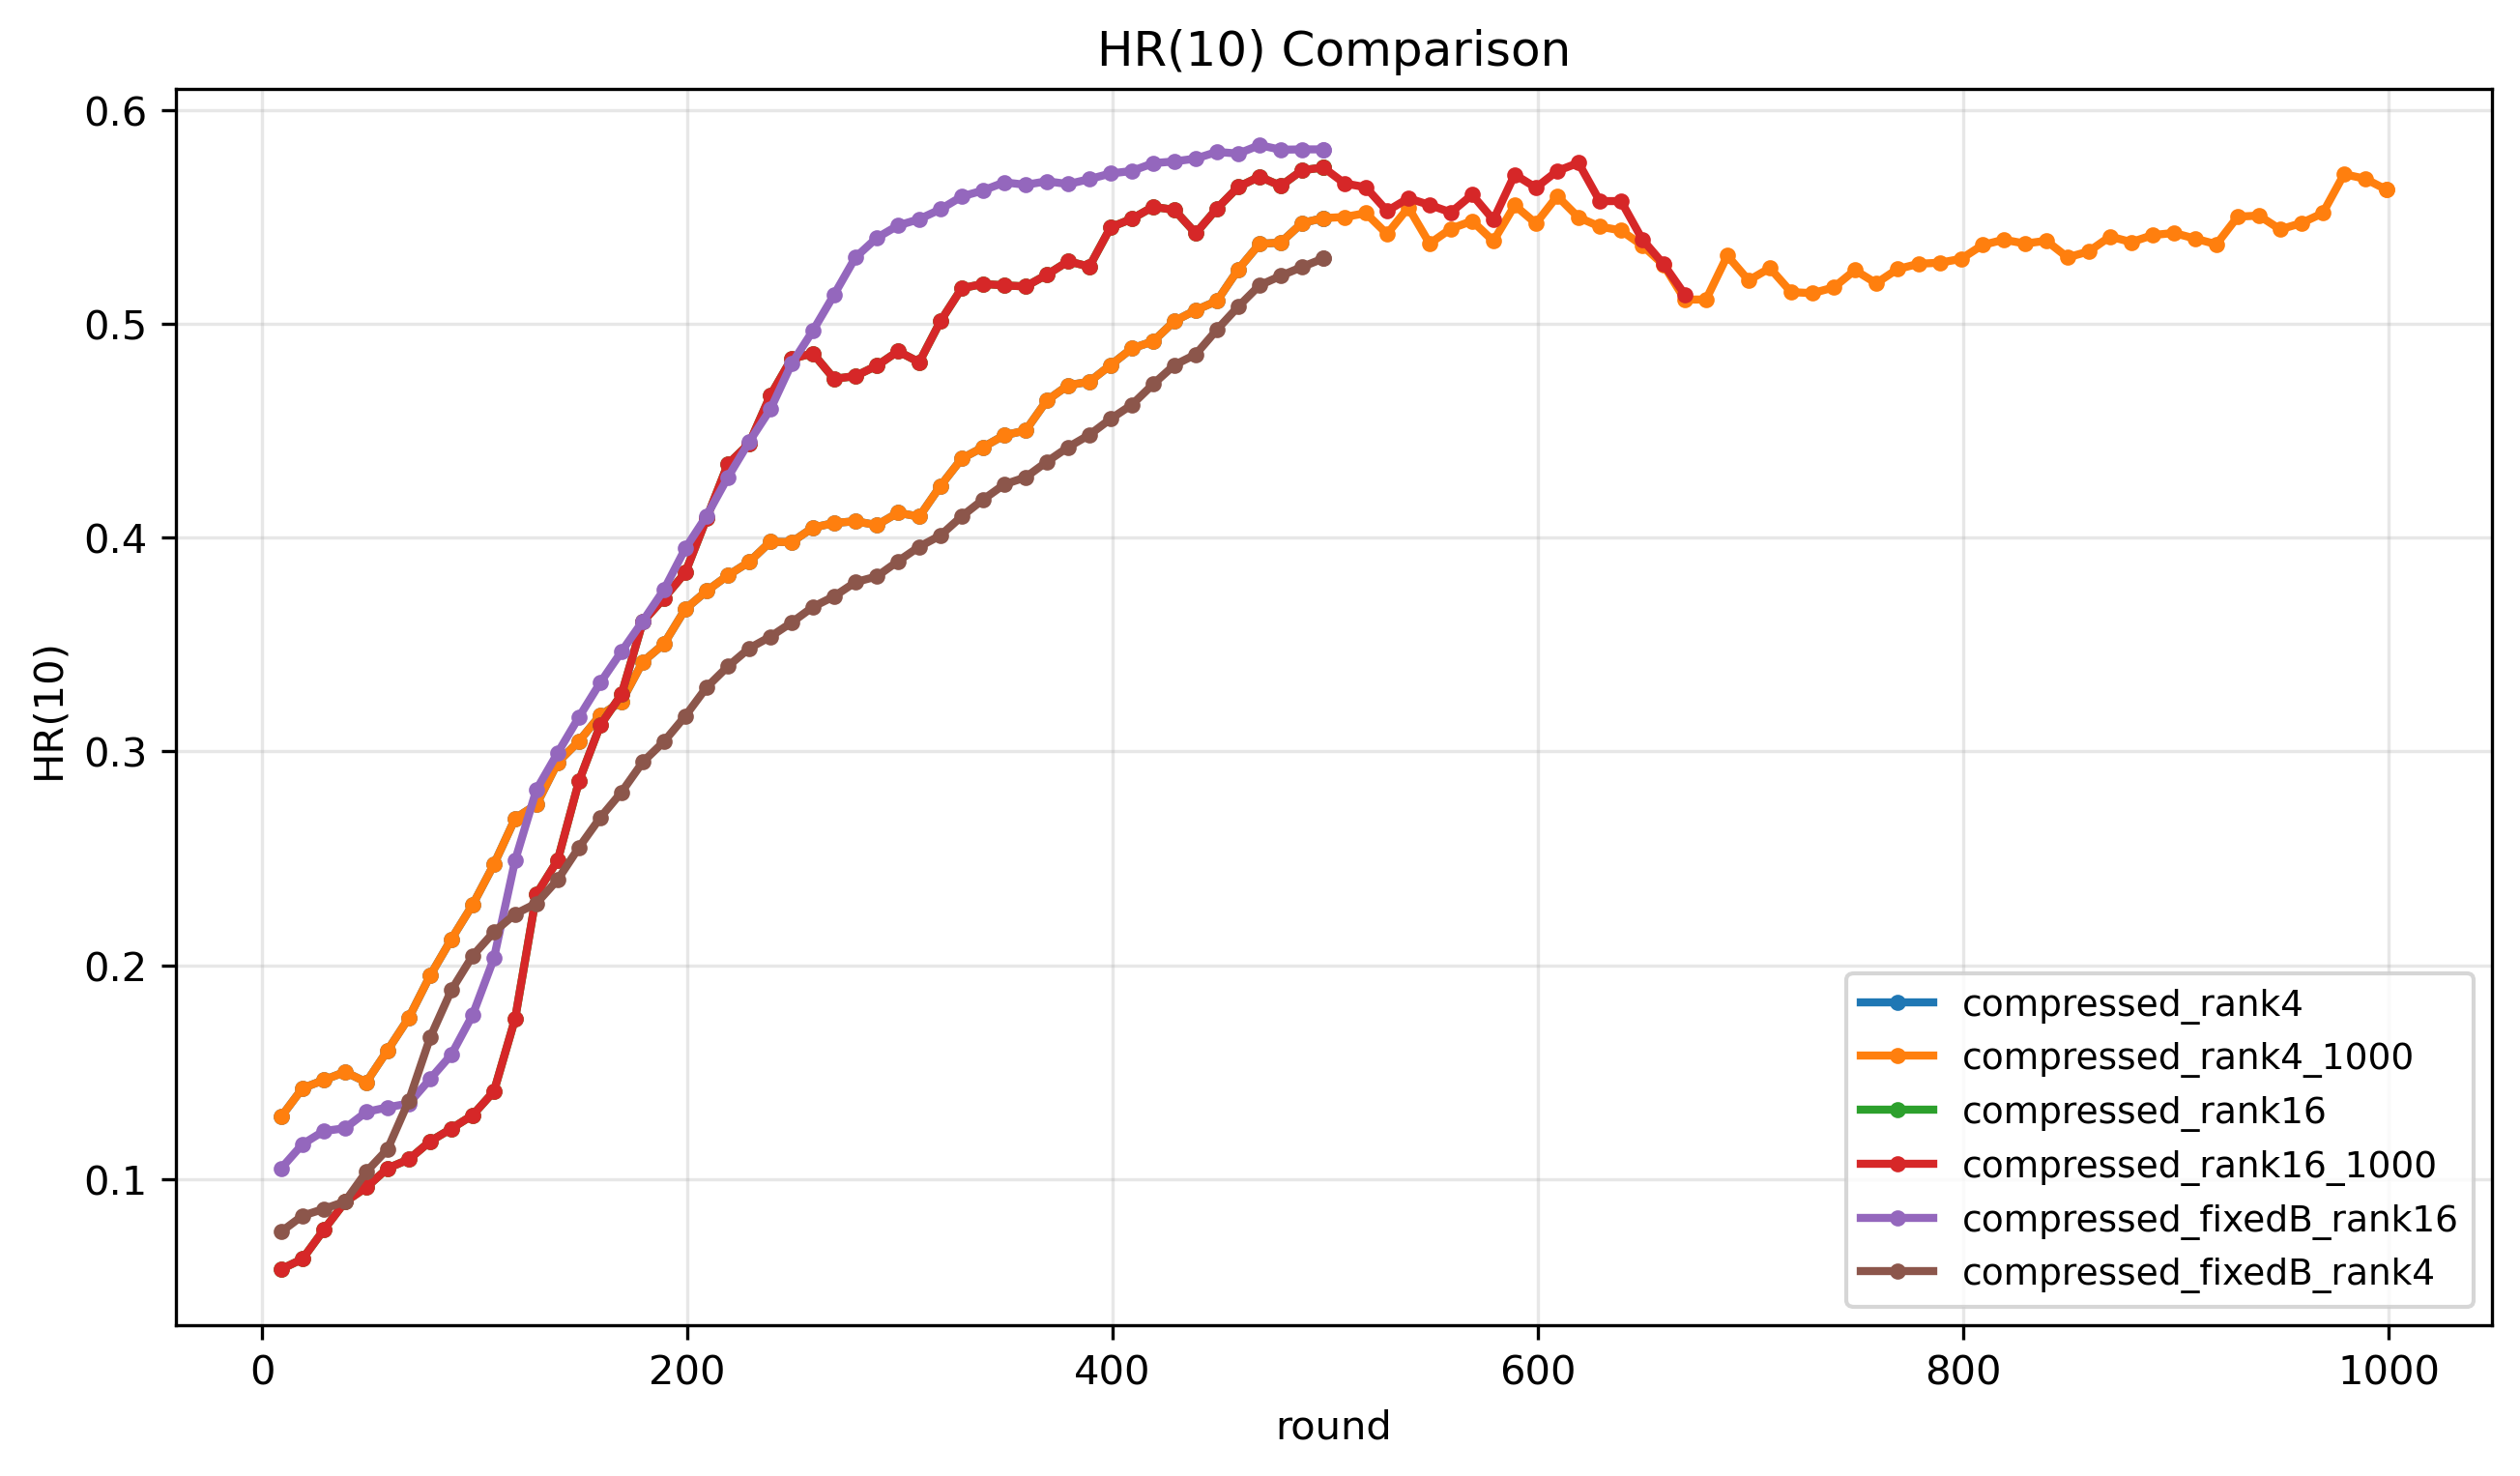 HR(10) Comparison
HR(10)
0.6
0.5
0.4
0.3
0.2
0.1
0 200 400 600 800 1000
round
compressed_rank4
compressed_rank4_1000
compressed_rank16
compressed_rank16_1000
compressed_fixedB_rank16
compressed_fixedB_rank4